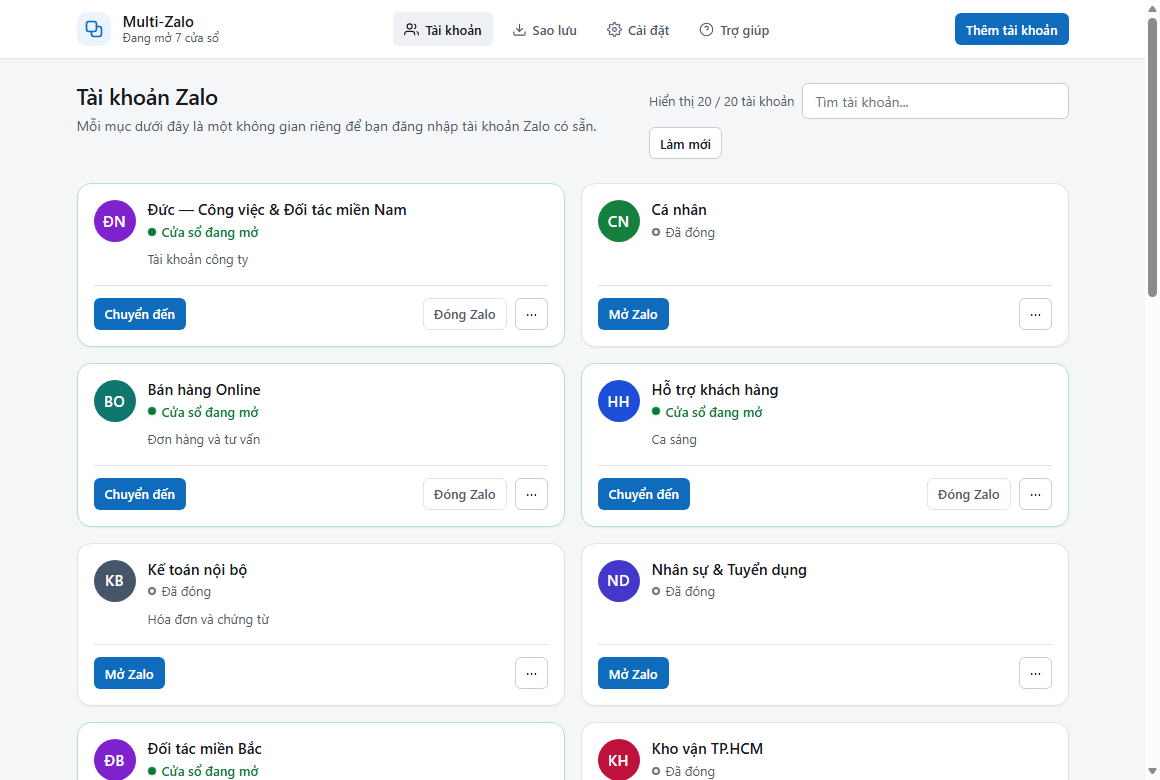 Multi-Zalo
Đang mở 7 cửa sổ
Tài khoản
Sao lưu
Cài đặt
Trợ giúp
Thêm tài khoản
Tài khoản Zalo
Mỗi mục dưới đây là một không gian riêng để bạn đăng nhập tài khoản Zalo có sẵn.
Hiển thị 20 / 20 tài khoản
Tìm tài khoản...
Làm mới
ĐN
Đức — Công việc & Đối tác miền Nam
Cửa sổ đang mở
Tài khoản công ty
Chuyển đến
Đóng Zalo
...
CN
Cá nhân
Đã đóng
Mở Zalo
...
BO
Bán hàng Online
Cửa sổ đang mở
Đơn hàng và tư vấn
Chuyển đến
Đóng Zalo
...
HH
Hỗ trợ khách hàng
Cửa sổ đang mở
Ca sáng
Chuyển đến
Đóng Zalo
...
KB
Kế toán nội bộ
Đã đóng
Hóa đơn và chứng từ
Mở Zalo
...
ND
Nhân sự & Tuyển dụng
Đã đóng
Mở Zalo
...
ĐB
Đối tác miền Bắc
Cửa sổ đang mở
KH
Kho vận TP.HCM
Đã đóng